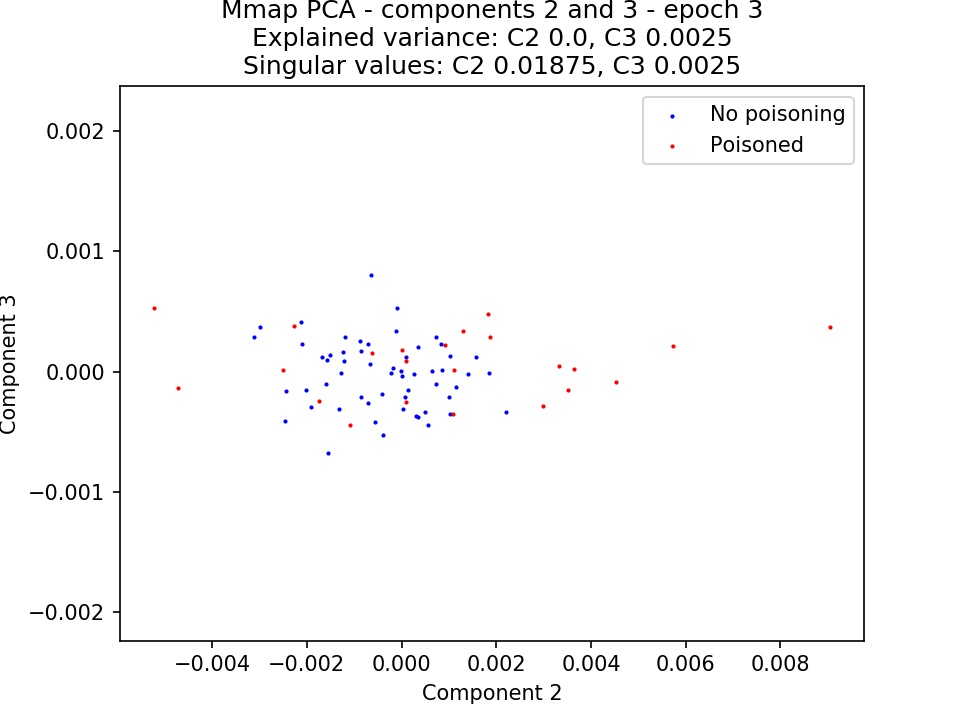 Mmap PCA - components 2 and 3 - epoch 3
Explained variance: C2 0.0, C3 0.0025
Singular values: C2 0.01875, C3 0.0025
No poisoning
Poisoned
0.002
0.001
0.000
−0.001
−0.002
Component 3
−0.004 −0.002 0.000 0.002 0.004 0.006 0.008
Component 2